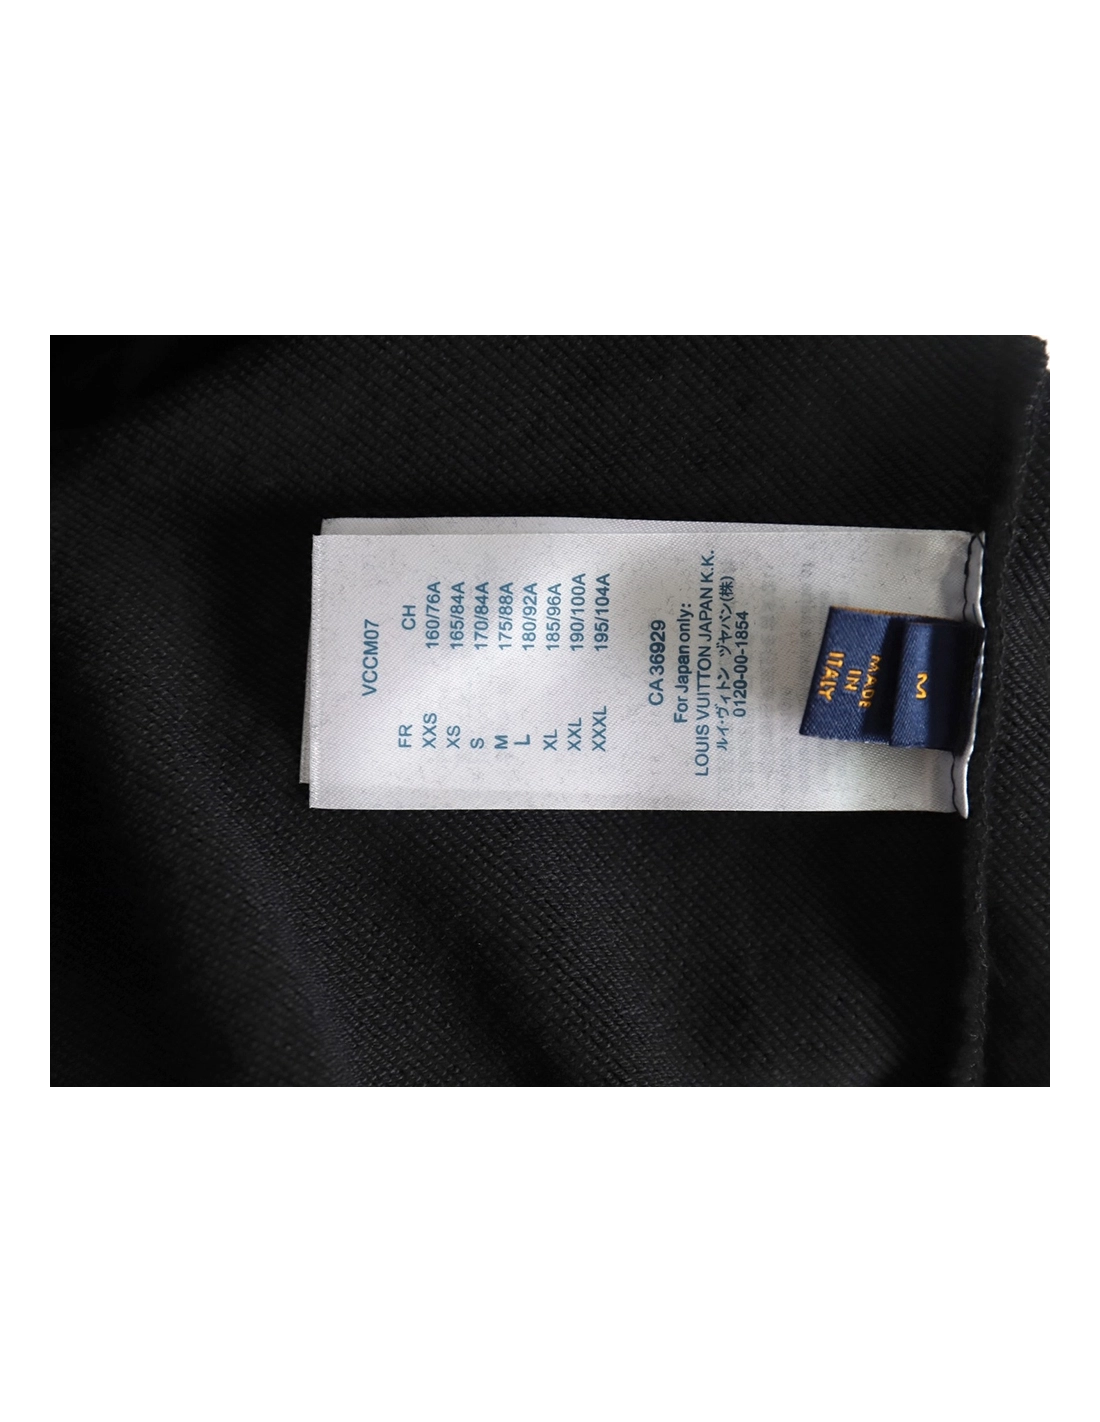 VCCM07
FR CH
XXS 160/76A
XS 165/84A
S 170/84A
M 175/88A
L 180/92A
XL 185/96A
XXL 190/100A
XXXL 195/104A
CA 36929
For Japan only:
LOUIS VUITTON JAPAN K.K.
ルイ・ヴィトン ジャパン(株)
0120-00-1854
M
MADE
IN
ITALY